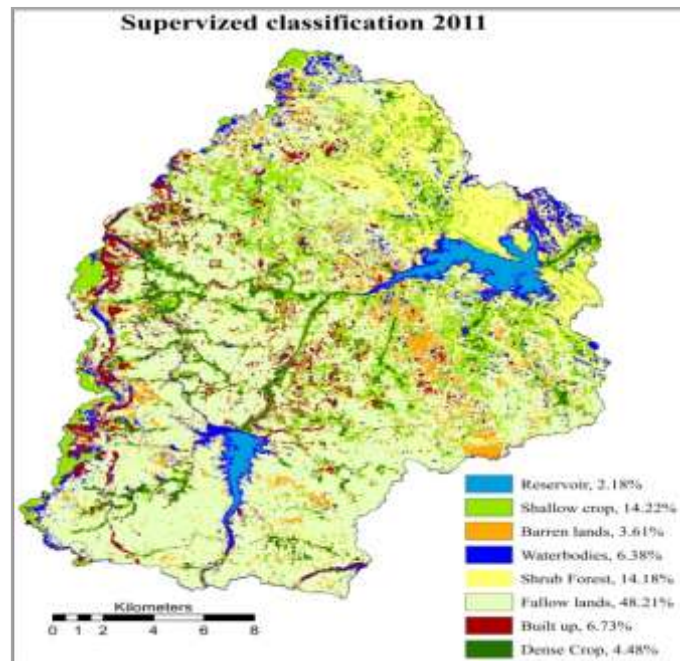 Supervized classification 2011
Reservoir, 2.18%
Shallow crop, 14.22%
Barren lands, 3.61%
Waterbodies, 6.38%
Shrub Forest, 14.18%
Fallow lands, 48.21%
Built up, 6.73%
Dense Crop, 4.48%
Kilometers
0 1 2 4 6 8